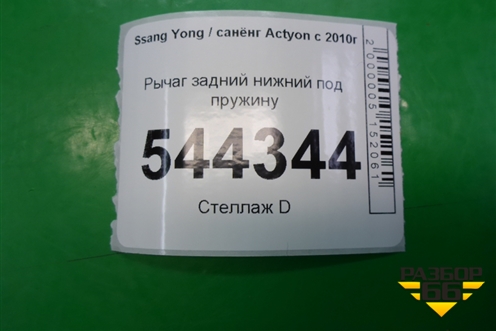 Ssang Yong / санёнг Actyon с 2010г
Рычаг задний нижний под
пружину
544344
Стеллаж D
2000005152061
РАЗБОР
66